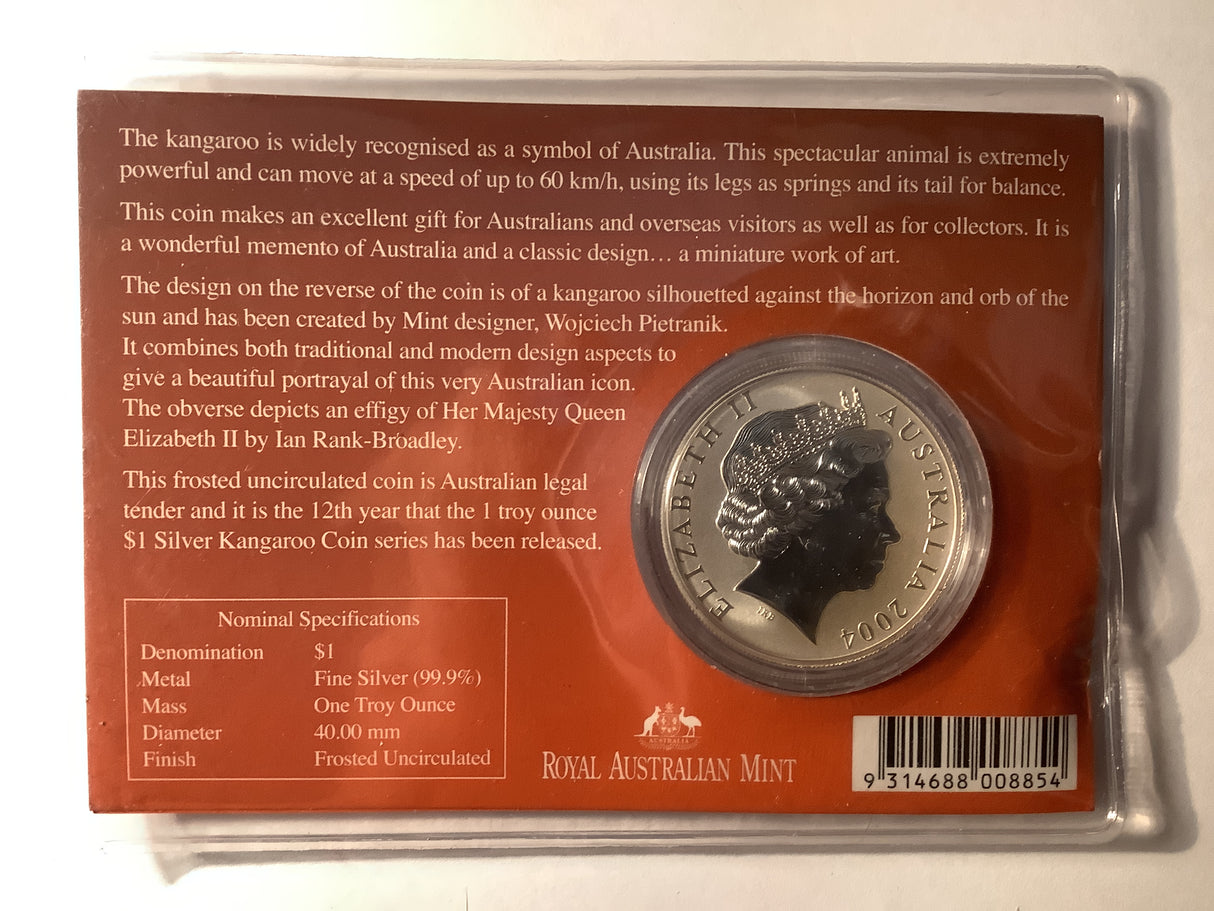 The kangaroo is widely recognised as a symbol of Australia. This spectacular animal is extremely
powerful and can move at a speed of up to 60 km/h, using its legs as springs and its tail for balance.
This coin makes an excellent gift for Australians and overseas visitors as well as for collectors. It is
a wonderful memento of Australia and a classic design… a miniature work of art.
The design on the reverse of the coin is of a kangaroo silhouetted against the horizon and orb of the
sun and has been created by Mint designer, Wojciech Pietranik.
It combines both traditional and modern design aspects to
give a beautiful portrayal of this very Australian icon.
The obverse depicts an effigy of Her Majesty Queen
Elizabeth II by Ian Rank-Broadley.
This frosted uncirculated coin is Australian legal
tender and it is the 12th year that the 1 troy ounce
$1 Silver Kangaroo Coin series has been released.
ELIZABETH II AUSTRALIA 2004
IRB
Nominal Specifications
Denomination $1
Metal Fine Silver (99.9%)
Mass One Troy Ounce
Diameter 40.00 mm
Finish Frosted Uncirculated
AUSTRALIA
ROYAL AUSTRALIAN MINT
9 314688 008854